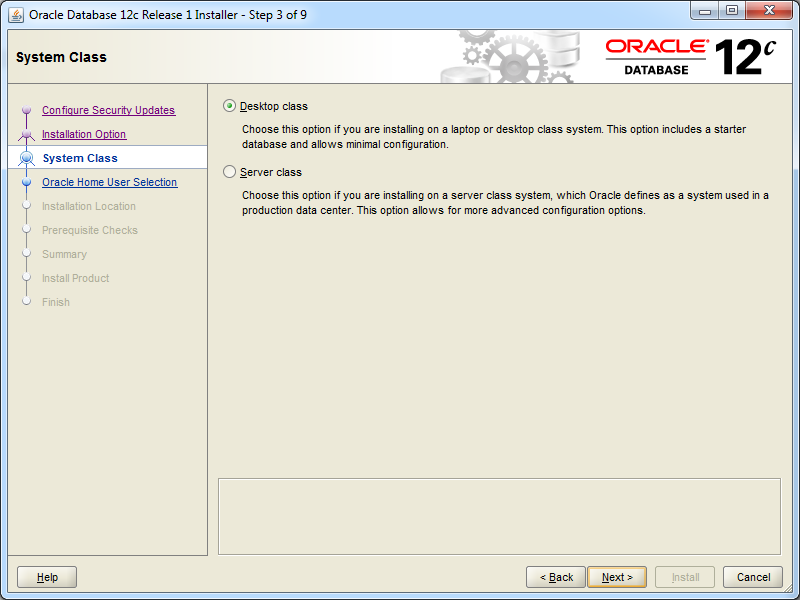 Oracle Database 12c Release 1 Installer - Step 3 of 9
System Class
ORACLE®
DATABASE
12c
Configure Security Updates
Installation Option
System Class
Oracle Home User Selection
Installation Location
Prerequisite Checks
Summary
Install Product
Finish
Desktop class
Choose this option if you are installing on a laptop or desktop class system. This option includes a starter
database and allows minimal configuration.
Server class
Choose this option if you are installing on a server class system, which Oracle defines as a system used in a
production data center. This option allows for more advanced configuration options.
Help
< Back
Next >
Install
Cancel